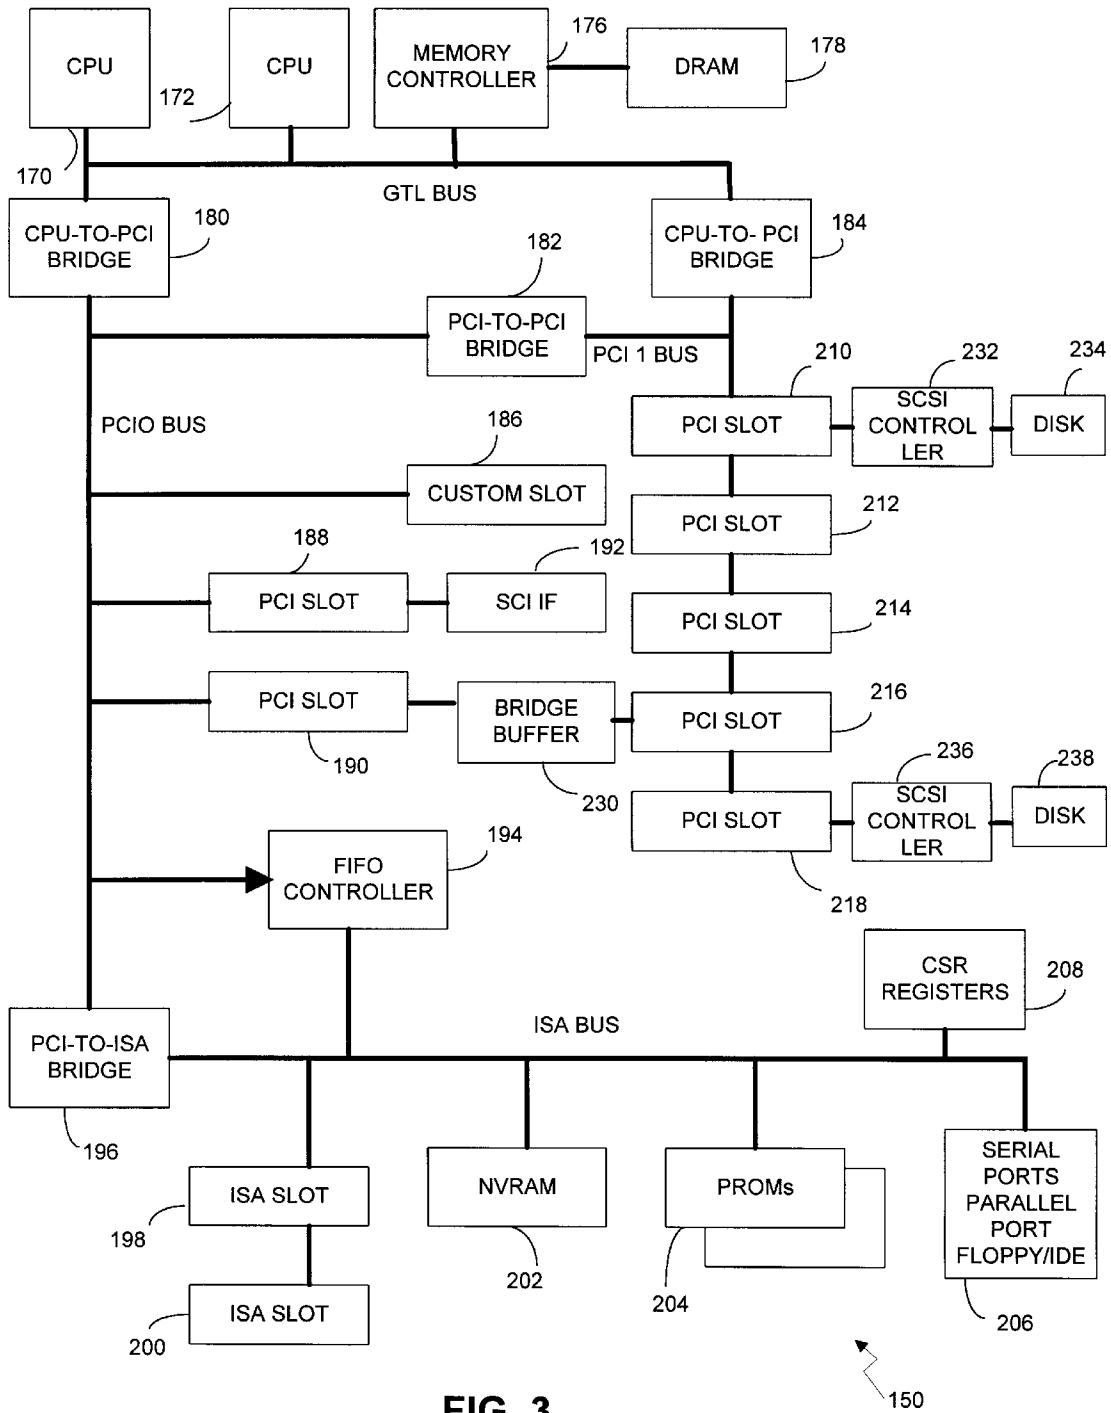 CPU
CPU
MEMORY
CONTROLLER
176
DRAM
178
172
170
GTL BUS
CPU-TO-PCI
BRIDGE
180
182
CPU-TO- PCI
BRIDGE
184
PCI-TO-PCI
BRIDGE
PCI 1 BUS
210
232
234
PCIO BUS
186
PCI SLOT
SCSI
CONTROL
LER
DISK
CUSTOM SLOT
212
PCI SLOT
188
192
PCI SLOT
SCI IF
214
PCI SLOT
PCI SLOT
BRIDGE
BUFFER
PCI SLOT
216
190
230
236
238
PCI SLOT
SCSI
CONTROL
LER
DISK
194
FIFO
CONTROLLER
218
CSR
REGISTERS
208
ISA BUS
PCI-TO-ISA
BRIDGE
196
ISA SLOT
198
NVRAM
202
PROMs
204
SERIAL
PORTS
PARALLEL
PORT
FLOPPY/IDE
206
ISA SLOT
200
150
FIG. 3